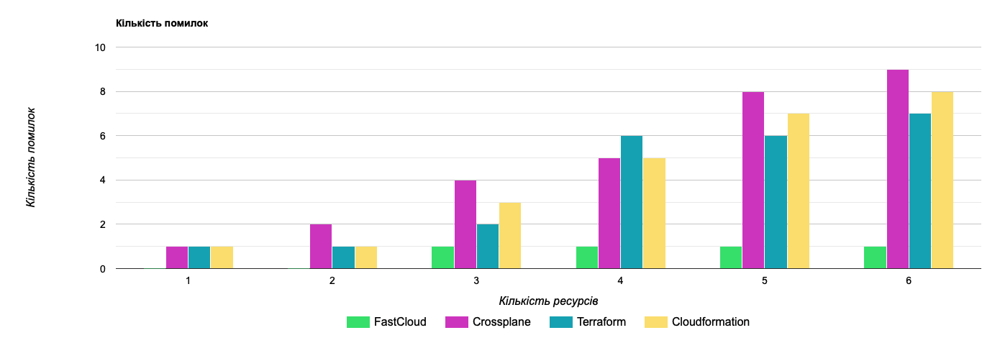 Кількість помилок
Кількість помилок
10
8
6
4
2
0
1 2 3 4 5 6
Кількість ресурсів
FastCloud Crossplane Terraform Cloudformation